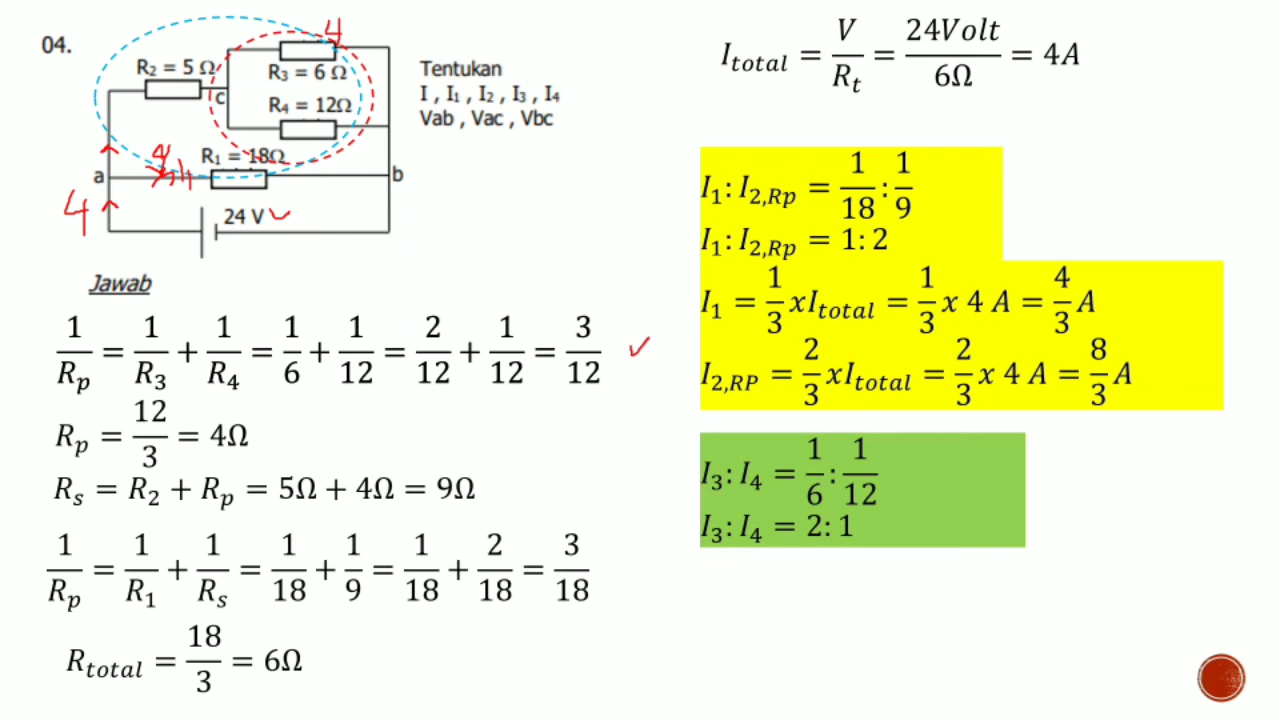 04.
R₂ = 5 Ω
R₃ = 6 Ω
c
R₄ = 12Ω
R₁ = 18Ω
a
b
24 V
4
4
Tentukan
I , I₁ , I₂ , I₃ , I₄
Vab , Vac , Vbc
Jawab
1/Rp = 1/R₃ + 1/R₄ = 1/6 + 1/12 = 2/12 + 1/12 = 3/12
Rp = 12/3 = 4Ω
Rs = R₂ + Rp = 5Ω + 4Ω = 9Ω
1/Rp = 1/R₁ + 1/Rs = 1/18 + 1/9 = 1/18 + 2/18 = 3/18
Rtotal = 18/3 = 6Ω
Itotal = V/Rt = 24Volt/6Ω = 4A
I₁: I₂,Rp = 1/18 : 1/9
I₁: I₂,Rp = 1: 2
I₁ = 1/3 xItotal = 1/3 x 4 A = 4/3 A
I₂,RP = 2/3 xItotal = 2/3 x 4 A = 8/3 A
I₃: I₄ = 1/6 : 1/12
I₃: I₄ = 2: 1